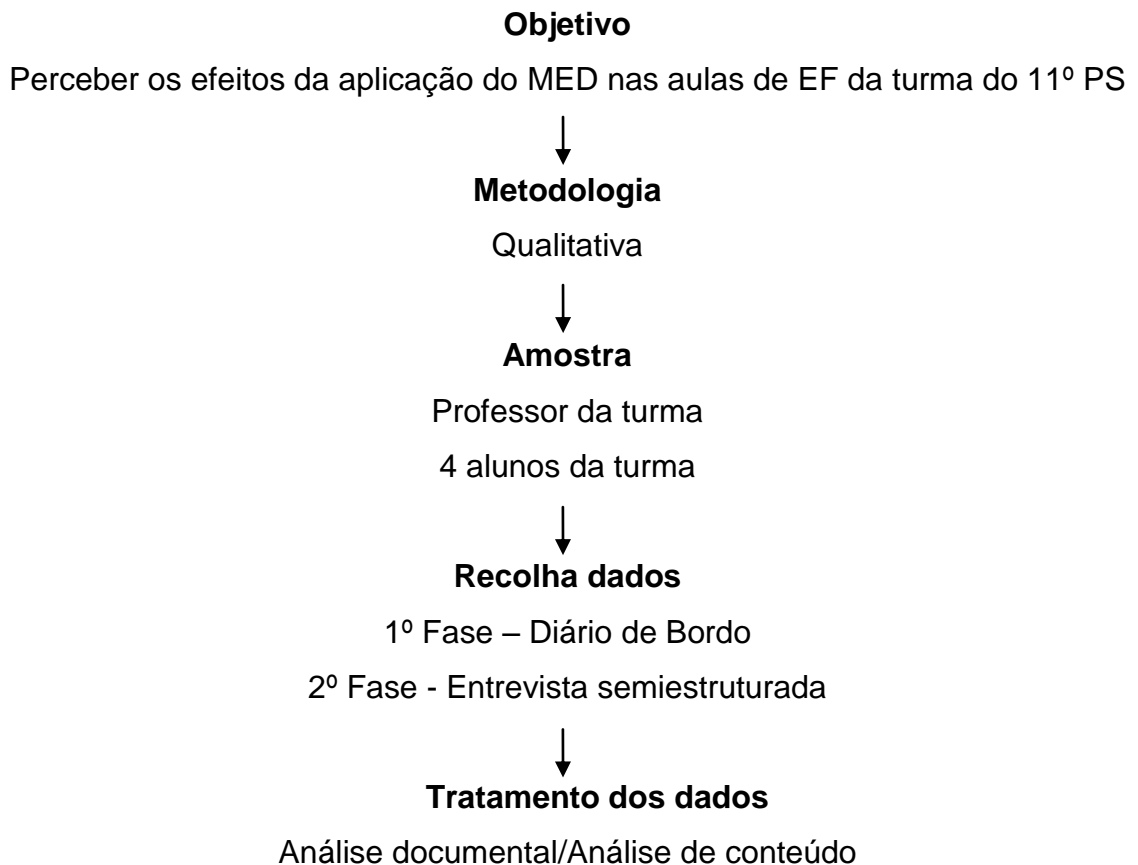 Objetivo
Perceber os efeitos da aplicação do MED nas aulas de EF da turma do 11º PS
Metodologia
Qualitativa
Amostra
Professor da turma
4 alunos da turma
Recolha dados
1º Fase – Diário de Bordo
2º Fase - Entrevista semiestruturada
Tratamento dos dados
Análise documental/Análise de conteúdo